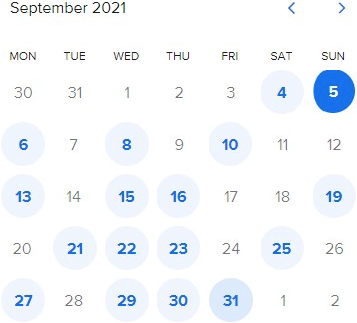 September 2021
MON TUE WED THU FRI SAT SUN
30 31 1 2 3 4 5
6 7 8 9 10 11 12
13 14 15 16 17 18 19
20 21 22 23 24 25 26
27 28 29 30 31 1 2